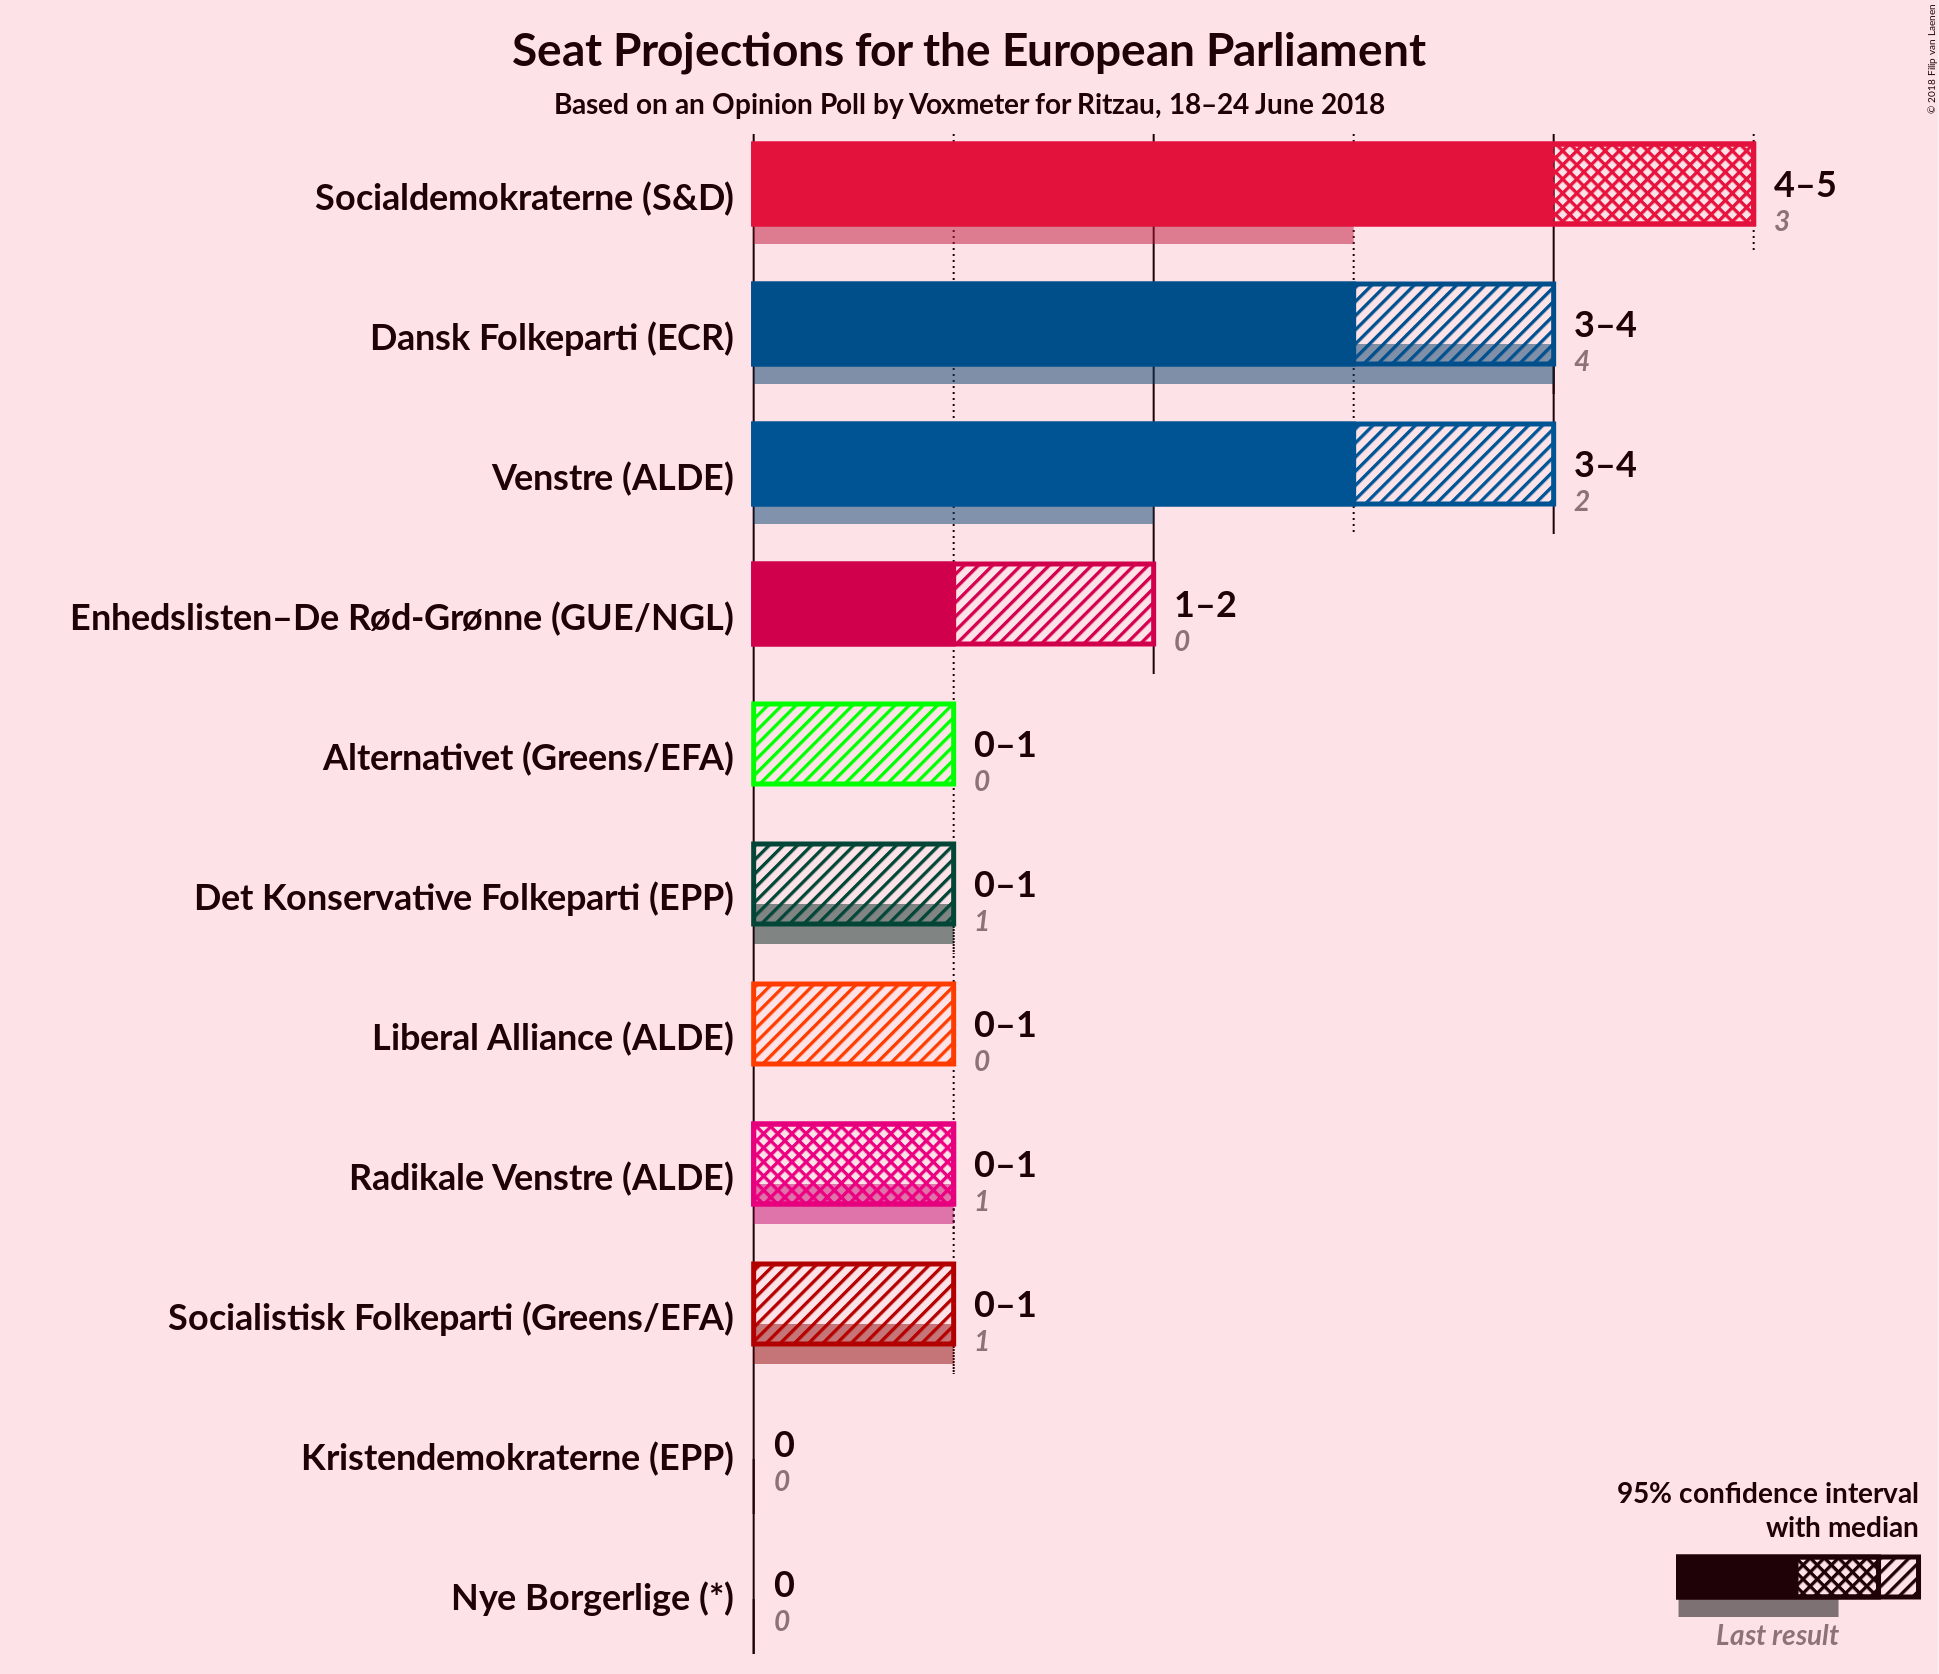 Seat Projections for the European Parliament
Based on an Opinion Poll by Voxmeter for Ritzau, 18–24 June 2018
© 2018 Filip van Laenen
Socialdemokraterne (S&D)
4–5
3
Dansk Folkeparti (ECR)
3–4
4
Venstre (ALDE)
3–4
2
Enhedslisten–De Rød-Grønne (GUE/NGL)
1–2
0
Alternativet (Greens/EFA)
0–1
0
Det Konservative Folkeparti (EPP)
0–1
1
Liberal Alliance (ALDE)
0–1
0
Radikale Venstre (ALDE)
0–1
1
Socialistisk Folkeparti (Greens/EFA)
0–1
1
Kristendemokraterne (EPP)
0
0
Nye Borgerlige (*)
0
0
95% confidence interval
with median
Last result